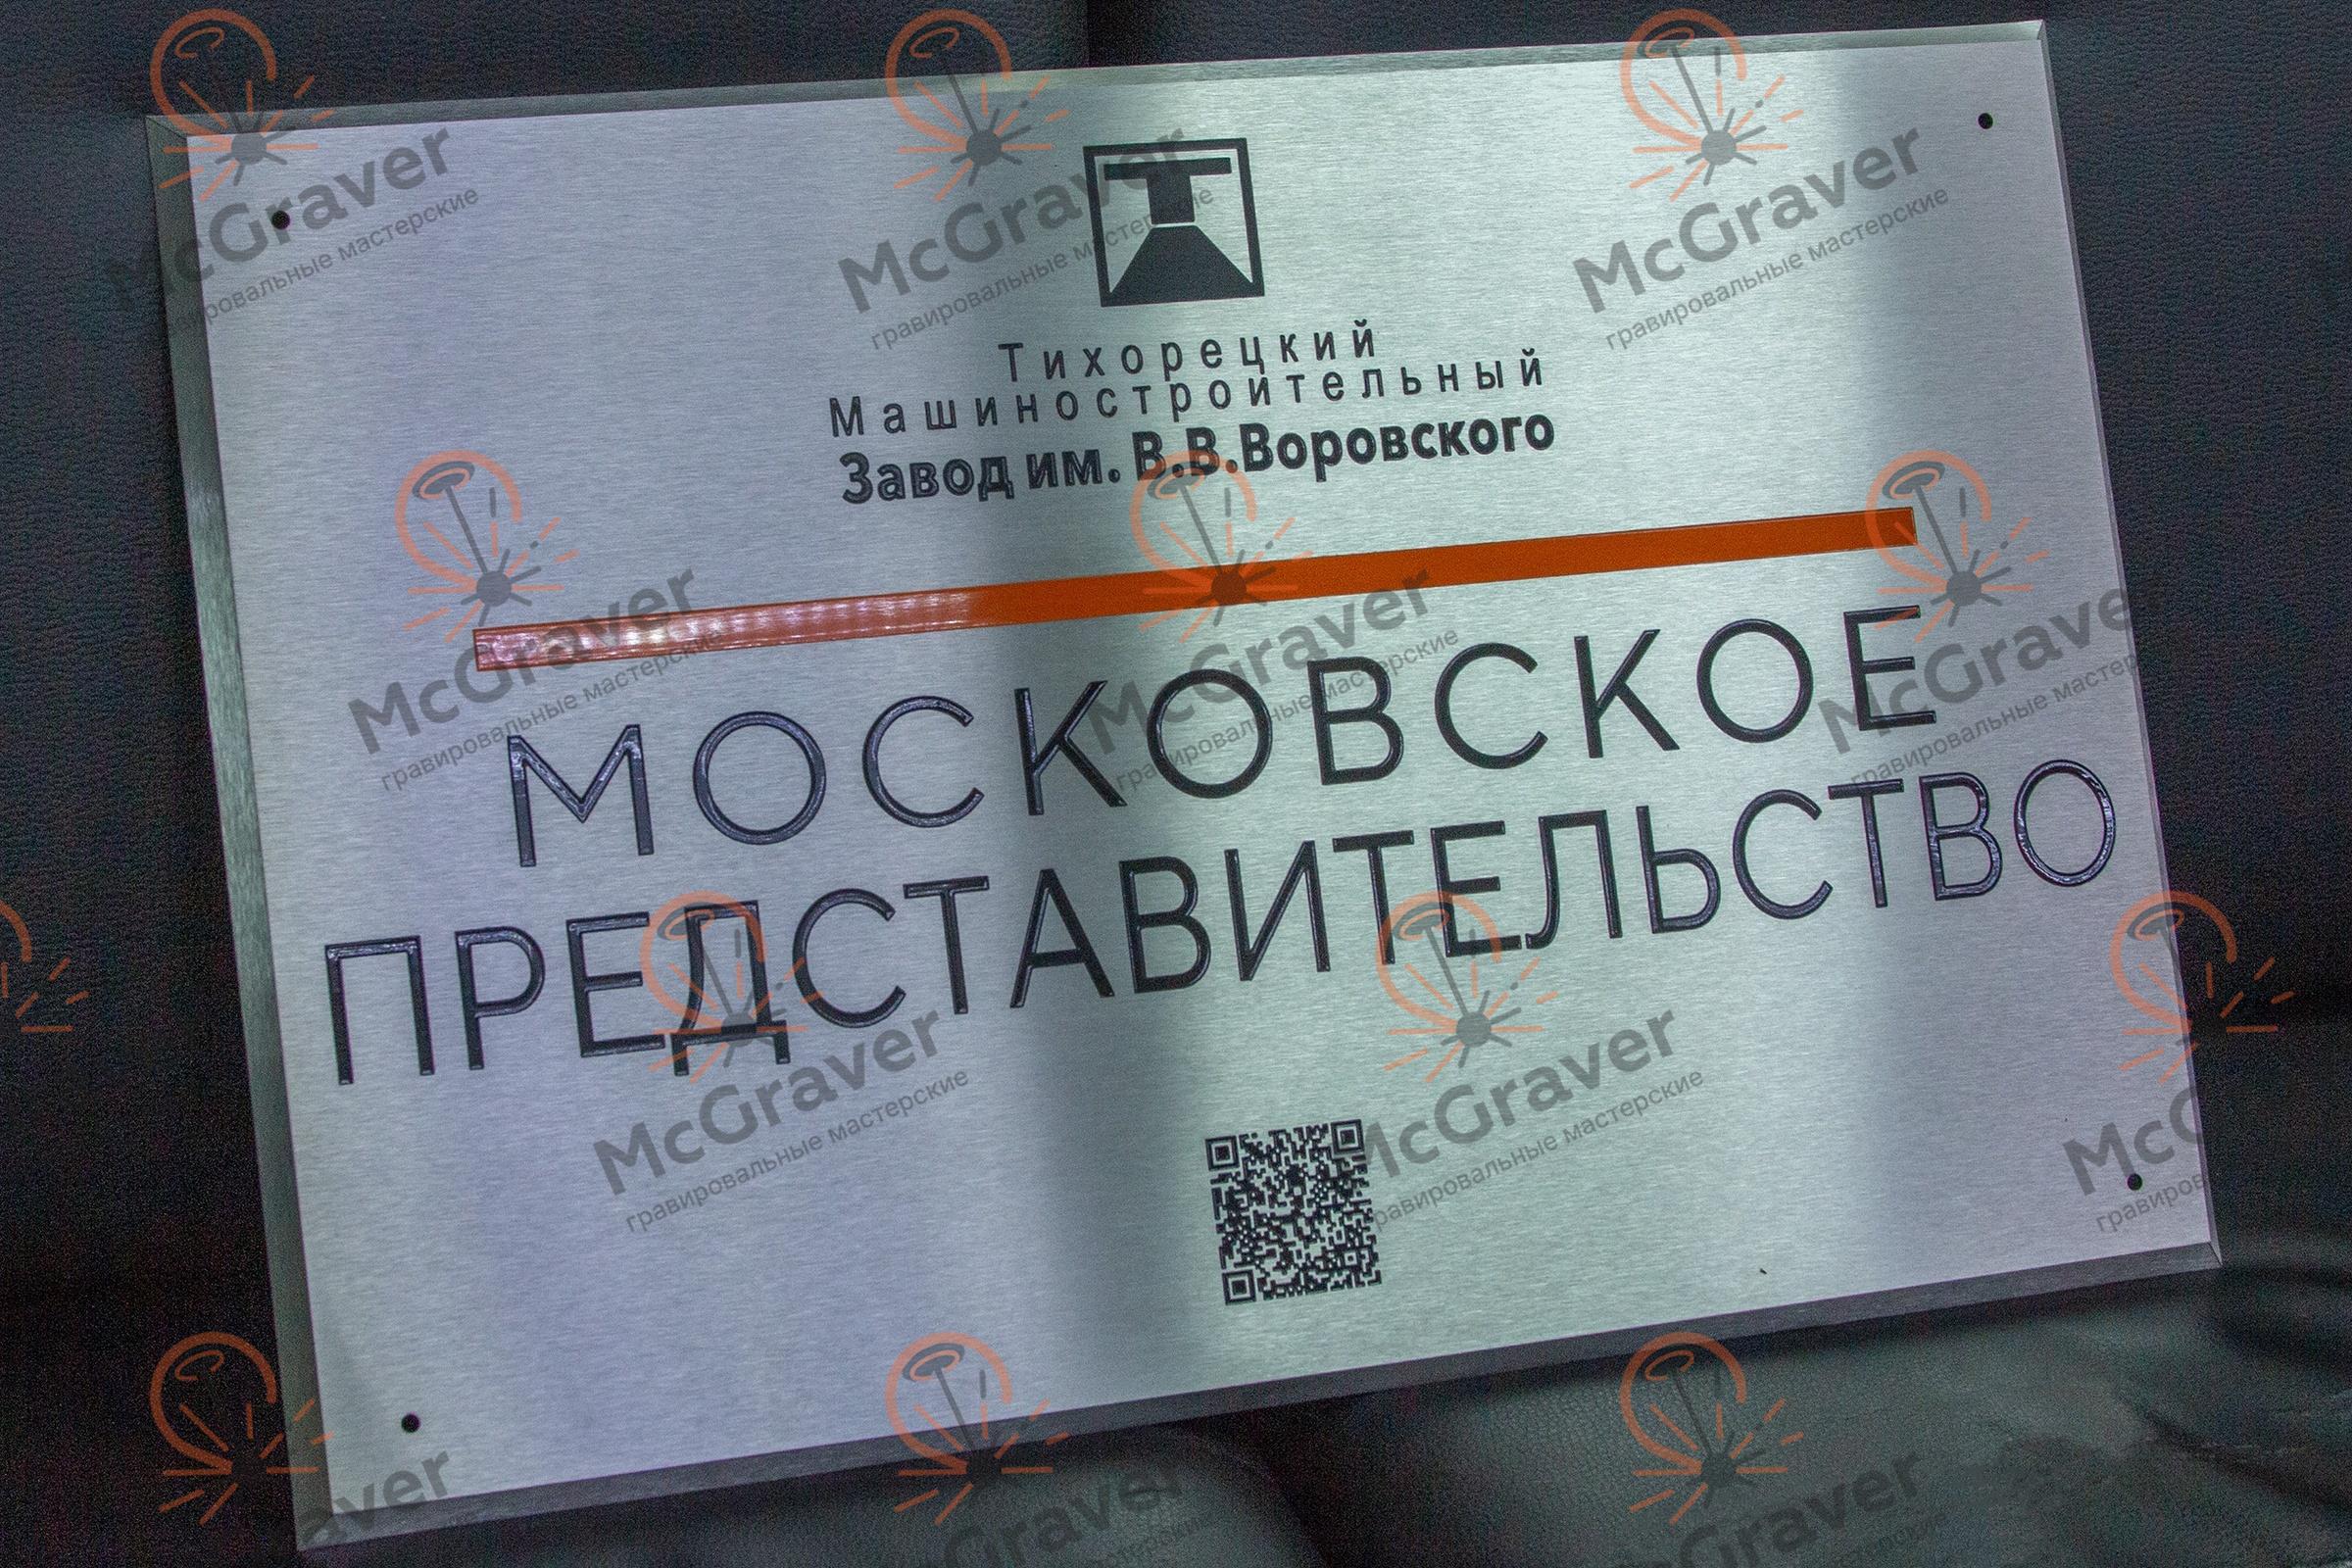 Тихорецкий
Машиностроительный
Завод им. В.В.Воровского
МОСКОВСКОЕ
ПРЕДСТАВИТЕЛЬСТВО
McGraver
гравировальные мастерские